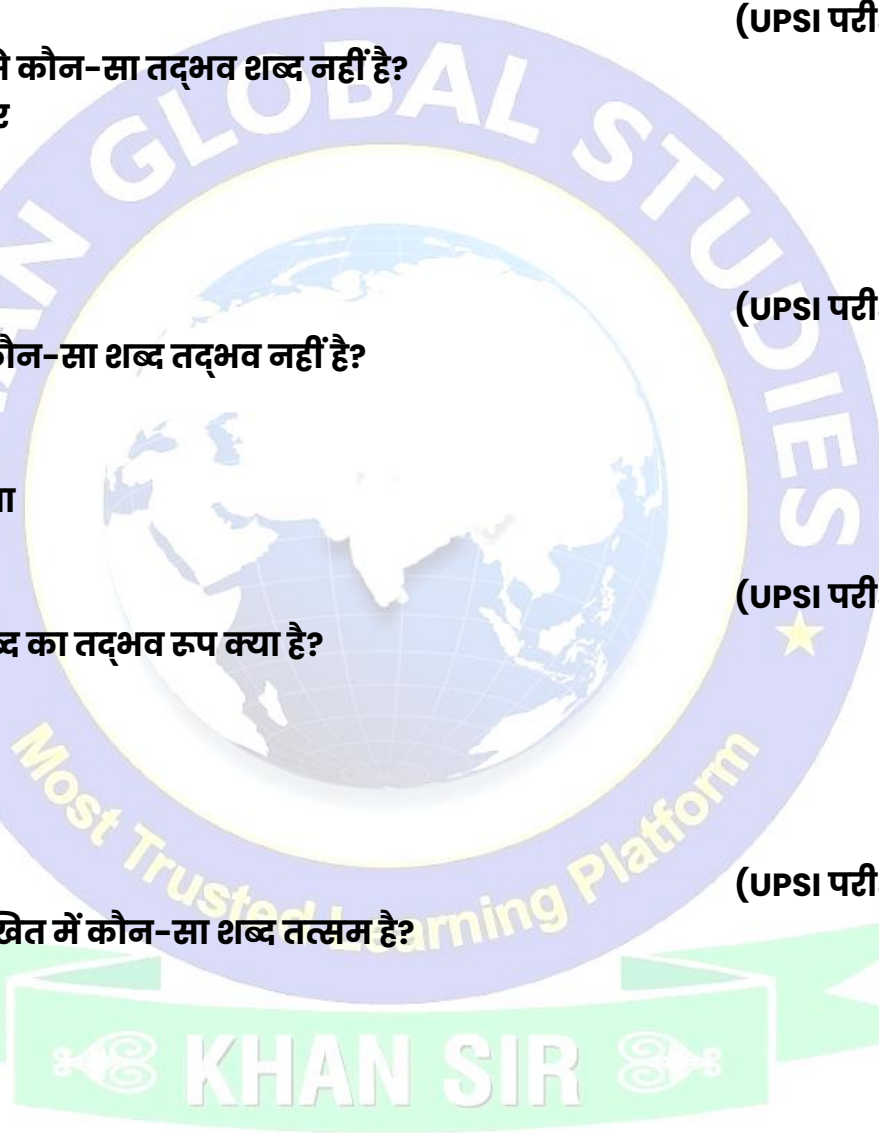 (UPSI परी
से कौन-सा तद्भव शब्द नहीं है?
र
कौन-सा शब्द तद्भव नहीं है?
(UPSI परी
ा
(UPSI परी
का तद्भव रूप क्या है?
(UPSI परी
में कौन-सा शब्द तत्सम है?
GLOBAL STUDIES
Most Trusted Learning Platform
KHAN SIR